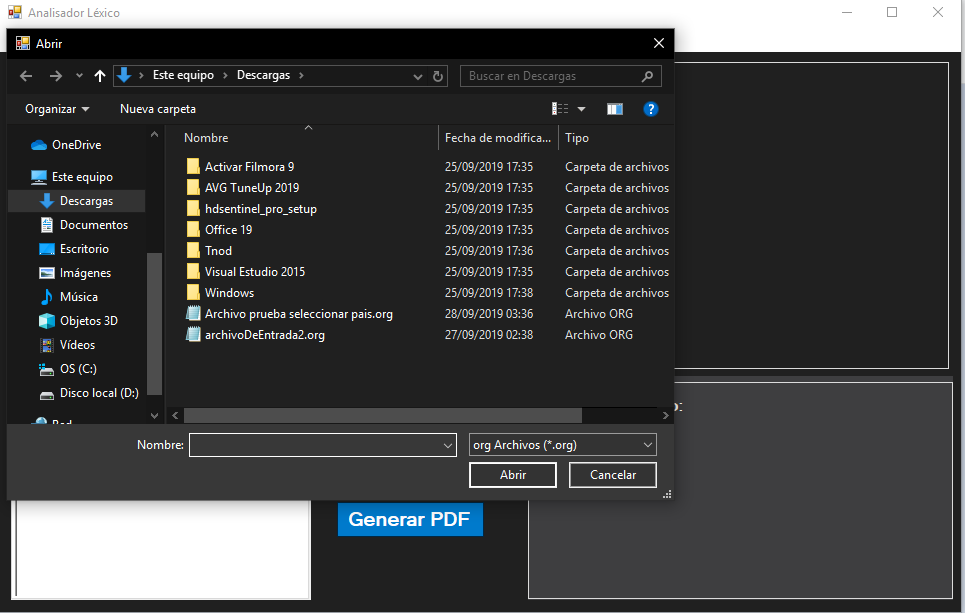 Analisador Léxico
Abrir
Este equipo > Descargas >
Buscar en Descargas
Organizar
Nueva carpeta
Nombre
Fecha de modifica...
Tipo
OneDrive
Este equipo
Descargas
Documentos
Escritorio
Imágenes
Música
Objetos 3D
Vídeos
OS (C:)
Disco local (D:)
Activar Filmora 9 25/09/2019 17:35 Carpeta de archivos
AVG TuneUp 2019 25/09/2019 17:35 Carpeta de archivos
hdsentinel_pro_setup 25/09/2019 17:35 Carpeta de archivos
Office 19 25/09/2019 17:35 Carpeta de archivos
Tnod 25/09/2019 17:36 Carpeta de archivos
Visual Estudio 2015 25/09/2019 17:35 Carpeta de archivos
Windows 25/09/2019 17:38 Carpeta de archivos
Archivo prueba seleccionar pais.org 28/09/2019 03:36 Archivo ORG
archivoDeEntrada2.org 27/09/2019 02:38 Archivo ORG
Nombre:
org Archivos (*.org)
Abrir
Cancelar
Generar PDF